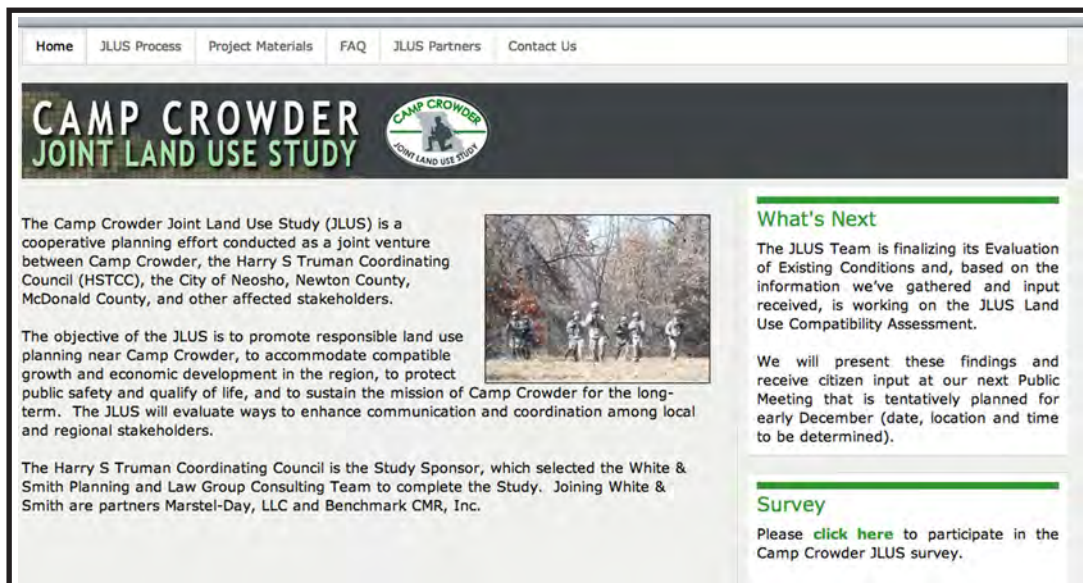 Home JLUS Process Project Materials FAQ JLUS Partners Contact Us
CAMP CROWDER
JOINT LAND USE STUDY
CAMP CROWDER
JOINT LAND USE STUDY
The Camp Crowder Joint Land Use Study (JLUS) is a
cooperative planning effort conducted as a joint venture
between Camp Crowder, the Harry S Truman Coordinating
Council (HSTCC), the City of Neosho, Newton County,
McDonald County, and other affected stakeholders.
The objective of the JLUS is to promote responsible land use
planning near Camp Crowder, to accommodate compatible
growth and economic development in the region, to protect
public safety and qualify of life, and to sustain the mission of Camp Crowder for the long-
term. The JLUS will evaluate ways to enhance communication and coordination among local
and regional stakeholders.
The Harry S Truman Coordinating Council is the Study Sponsor, which selected the White &
Smith Planning and Law Group Consulting Team to complete the Study. Joining White &
Smith are partners Marstel-Day, LLC and Benchmark CMR, Inc.
What's Next
The JLUS Team is finalizing its Evaluation
of Existing Conditions and, based on the
information we've gathered and input
received, is working on the JLUS Land
Use Compatibility Assessment.
We will present these findings and
receive citizen input at our next Public
Meeting that is tentatively planned for
early December (date, location and time
to be determined).
Survey
Please click here to participate in the
Camp Crowder JLUS survey.